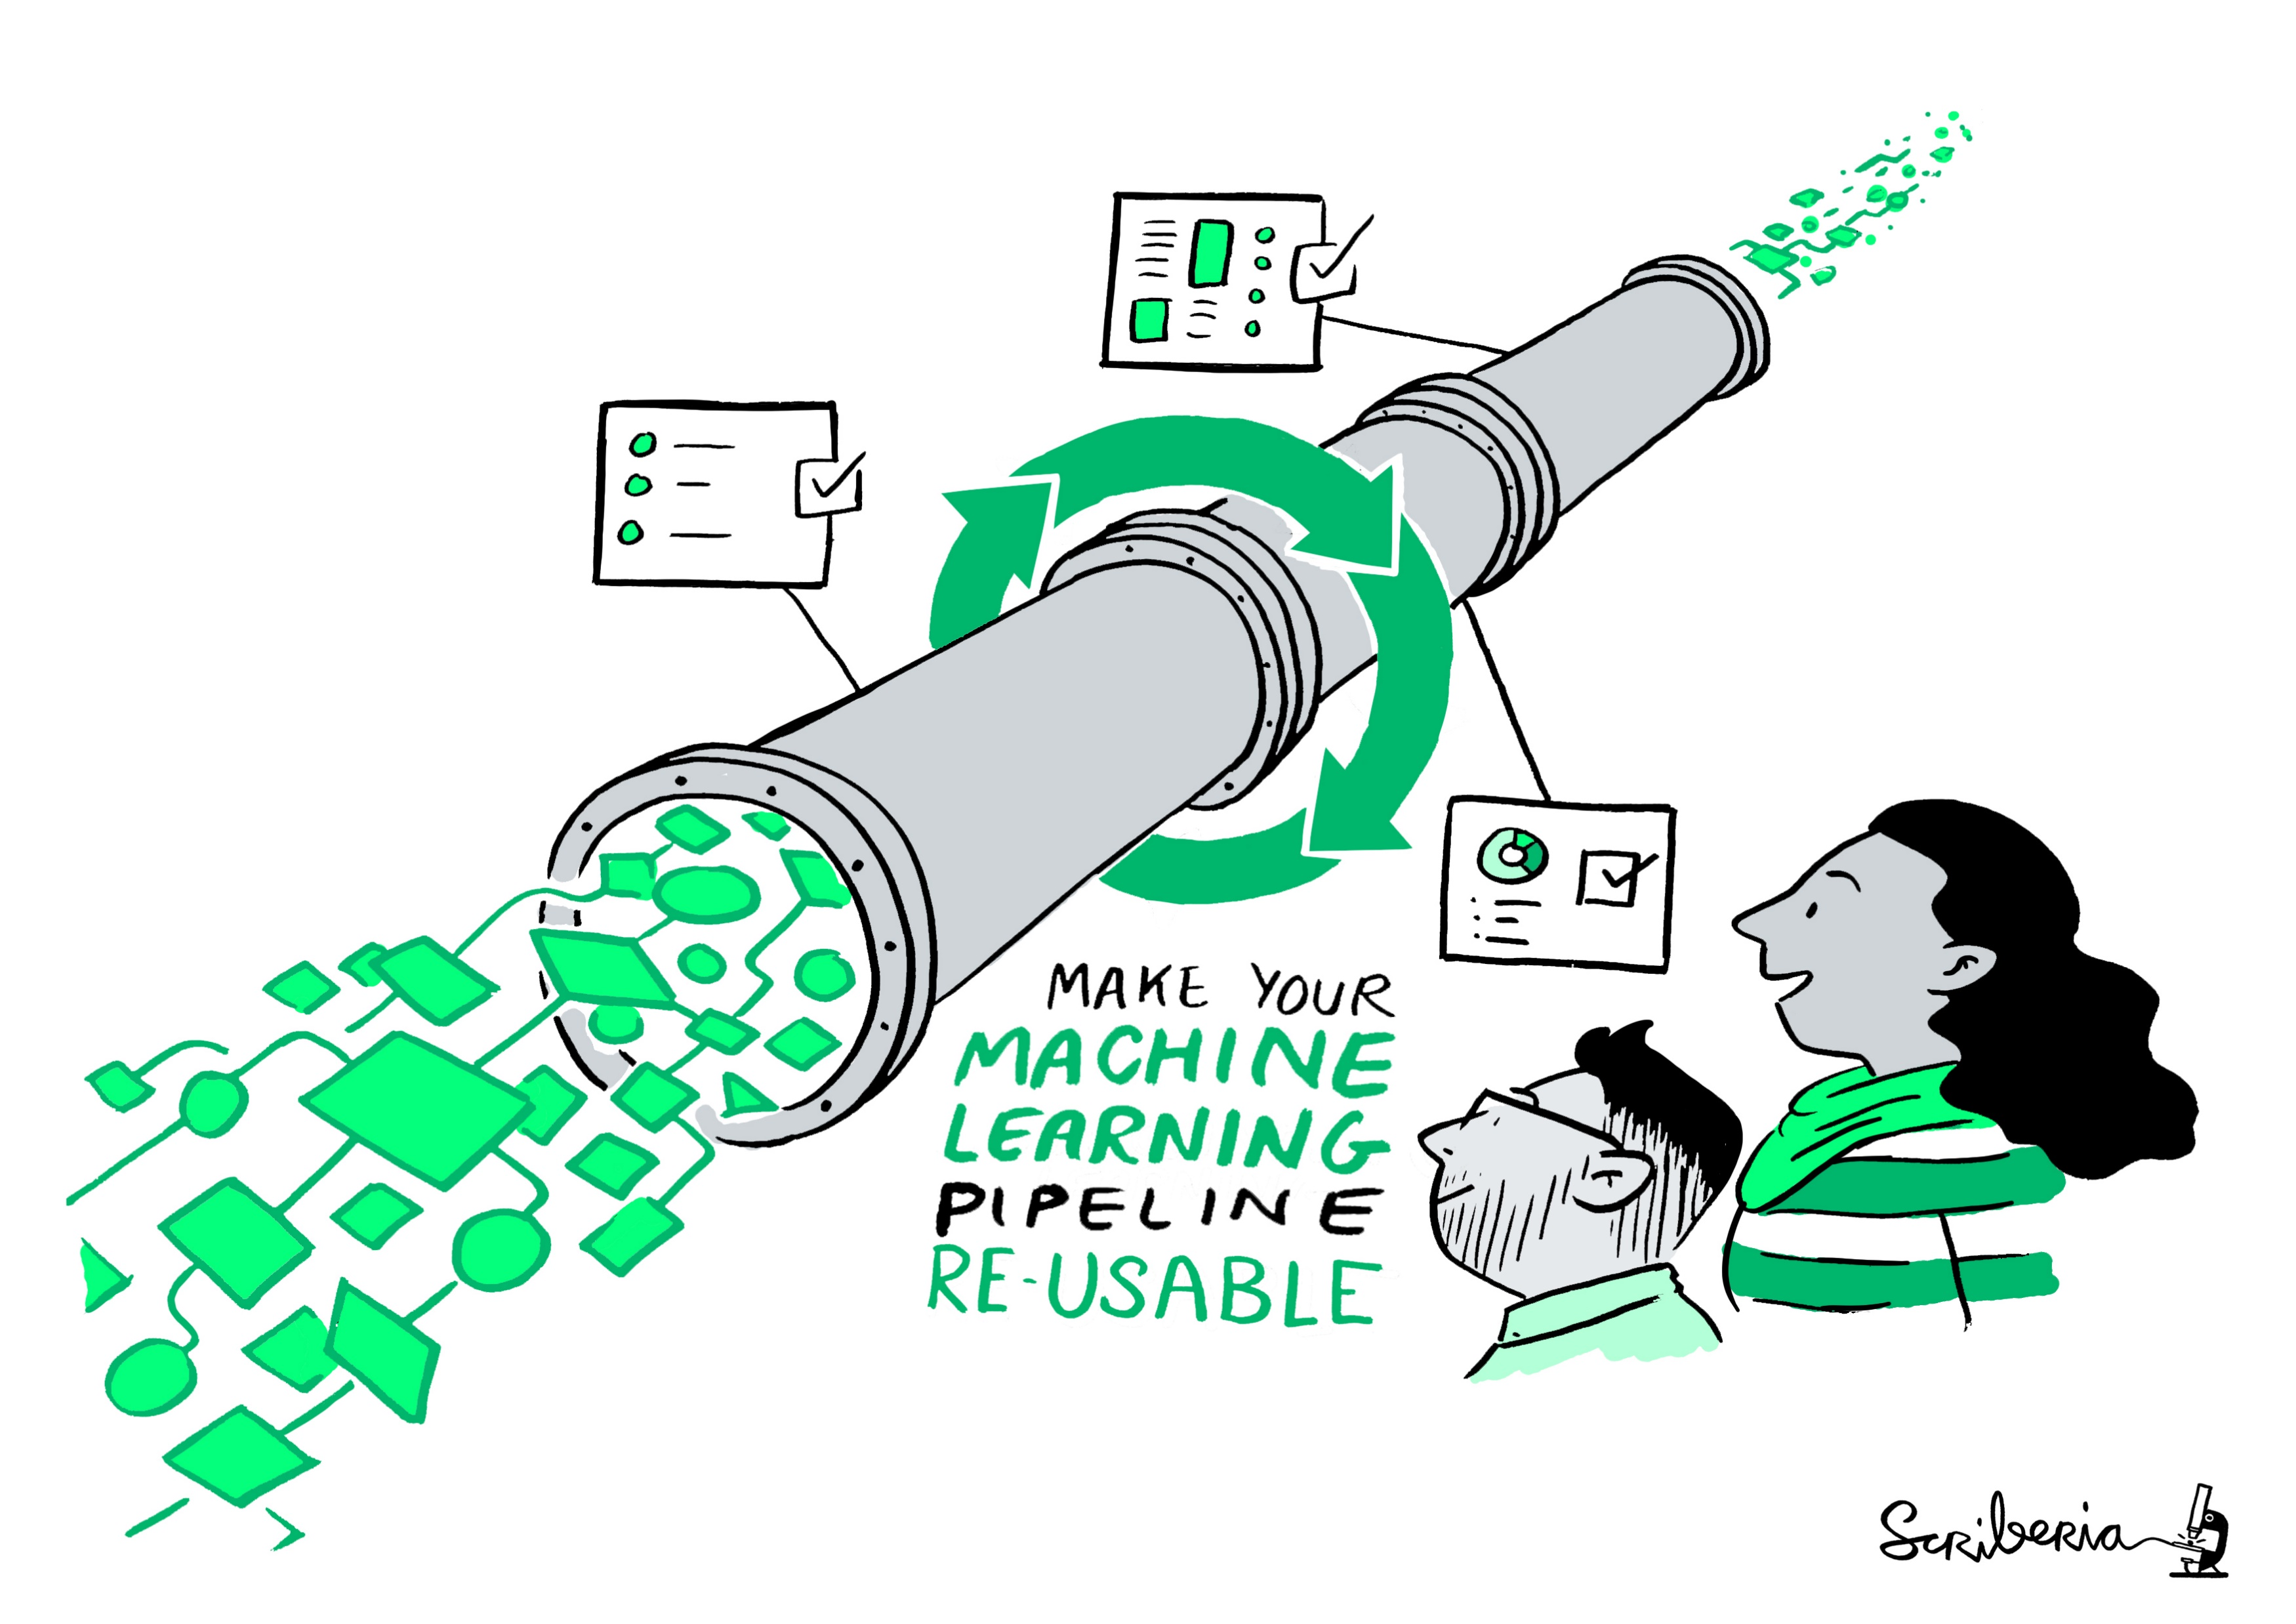 MAKE YOUR
MACHINE
LEARNING
PIPELINE
RE-USABLE
Scriberia